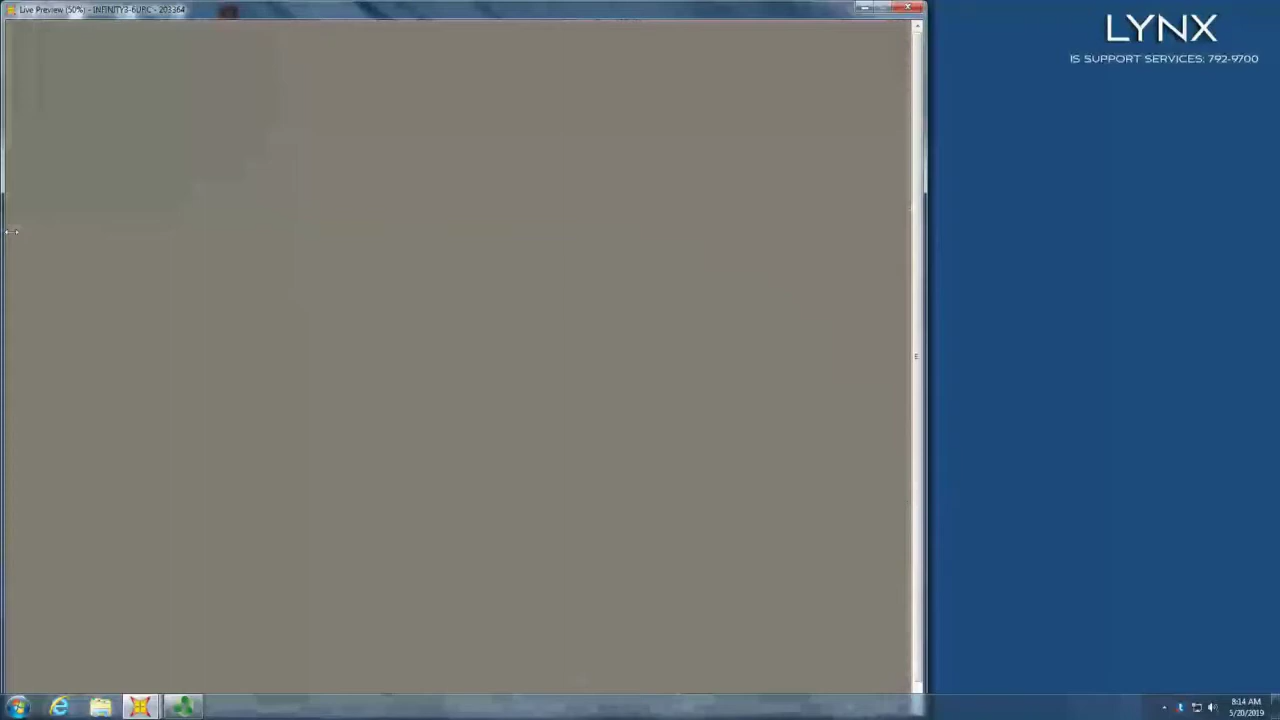 Live Preview (50%) - INFINITY3-6URC - 203364
LYNX
IS SUPPORT SERVICES: 792-9700
8:14 AM
5/20/2019